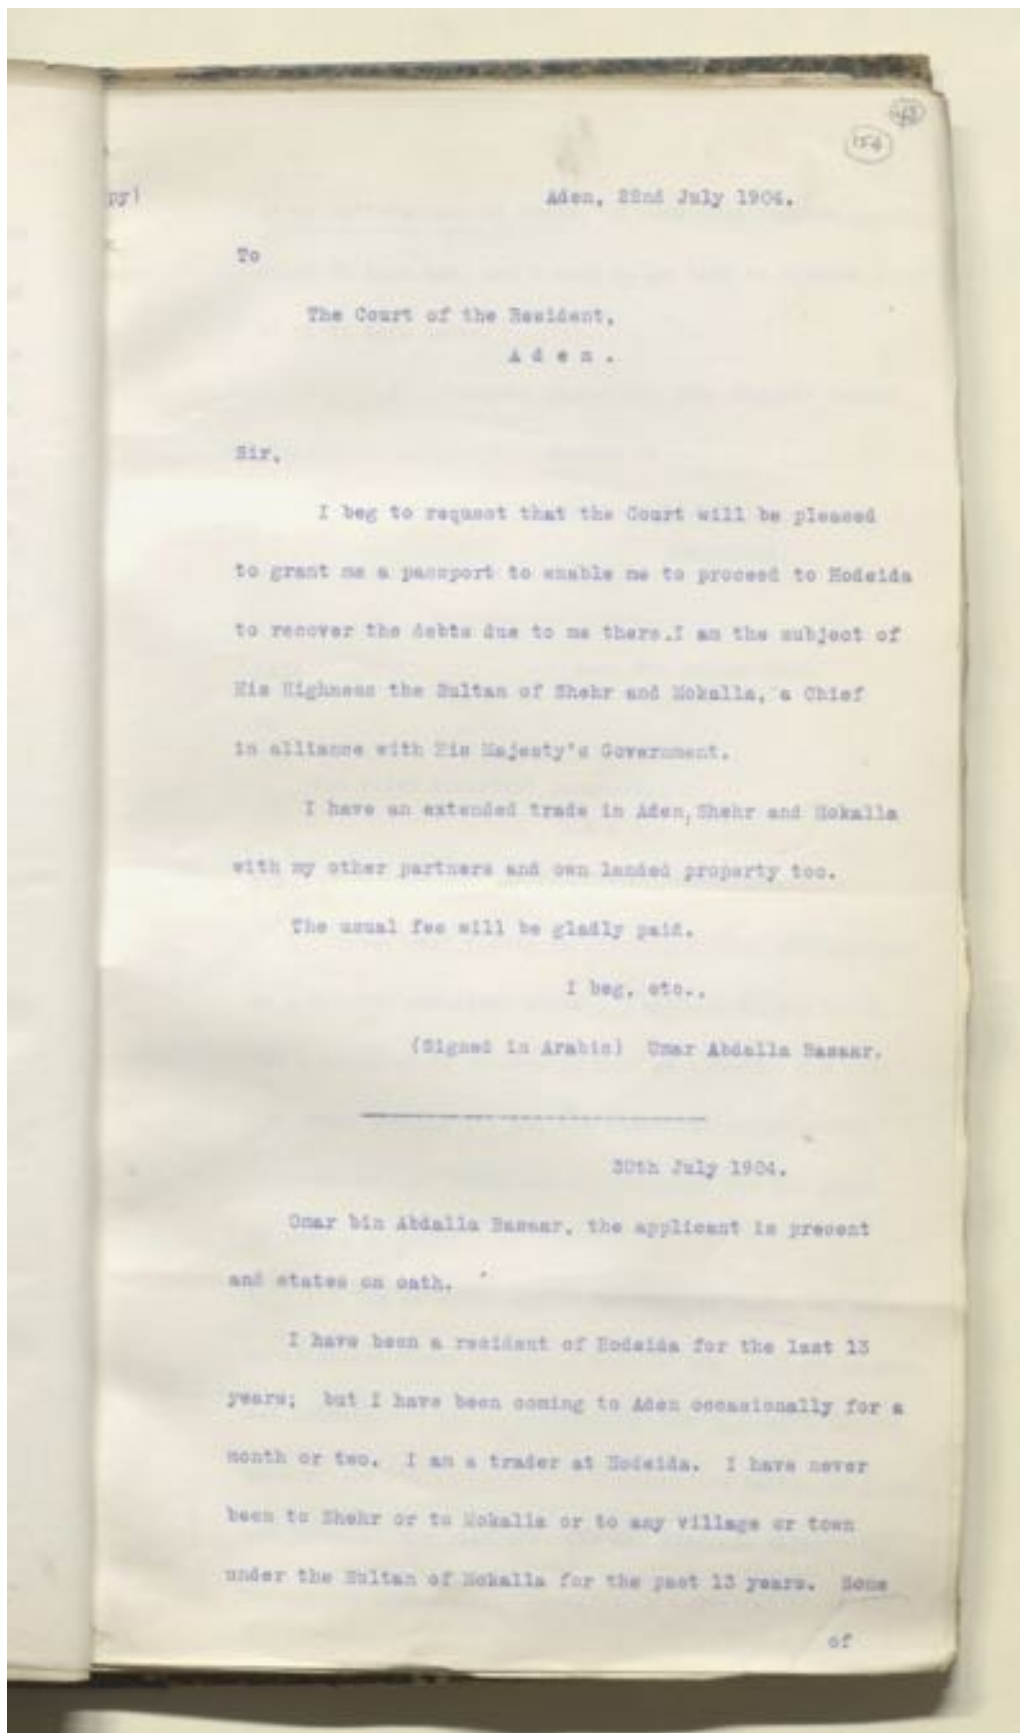 154
py)
Aden, 22nd July 1904.
To
The Court of the Resident,
A d e n .
Sir,
I beg to request that the Court will be pleased
to grant me a passport to enable me to proceed to Hodeida
to recover the debts due to me there.I am the subject of
His Highness the Sultan of Shehr and Mokalla, a Chief
in alliance with His Majesty's Government.
I have an extended trade in Aden, Shehr and Mokalla
with my other partners and own landed property too.
The usual fee will be gladly paid.
I beg, etc.,
(Signed in Arabic) Umar Abdalla Basaar.
30th July 1904.
Omar bin Abdalla Basaar, the applicant is present
and states on oath.
I have been a resident of Hodeida for the last 13
years; but I have been coming to Aden occasionally for a
month or two. I am a trader at Hodeida. I have never
been to Shehr or to Mokalla or to any village or town
under the Sultan of Mokalla for the past 13 years. Some
of